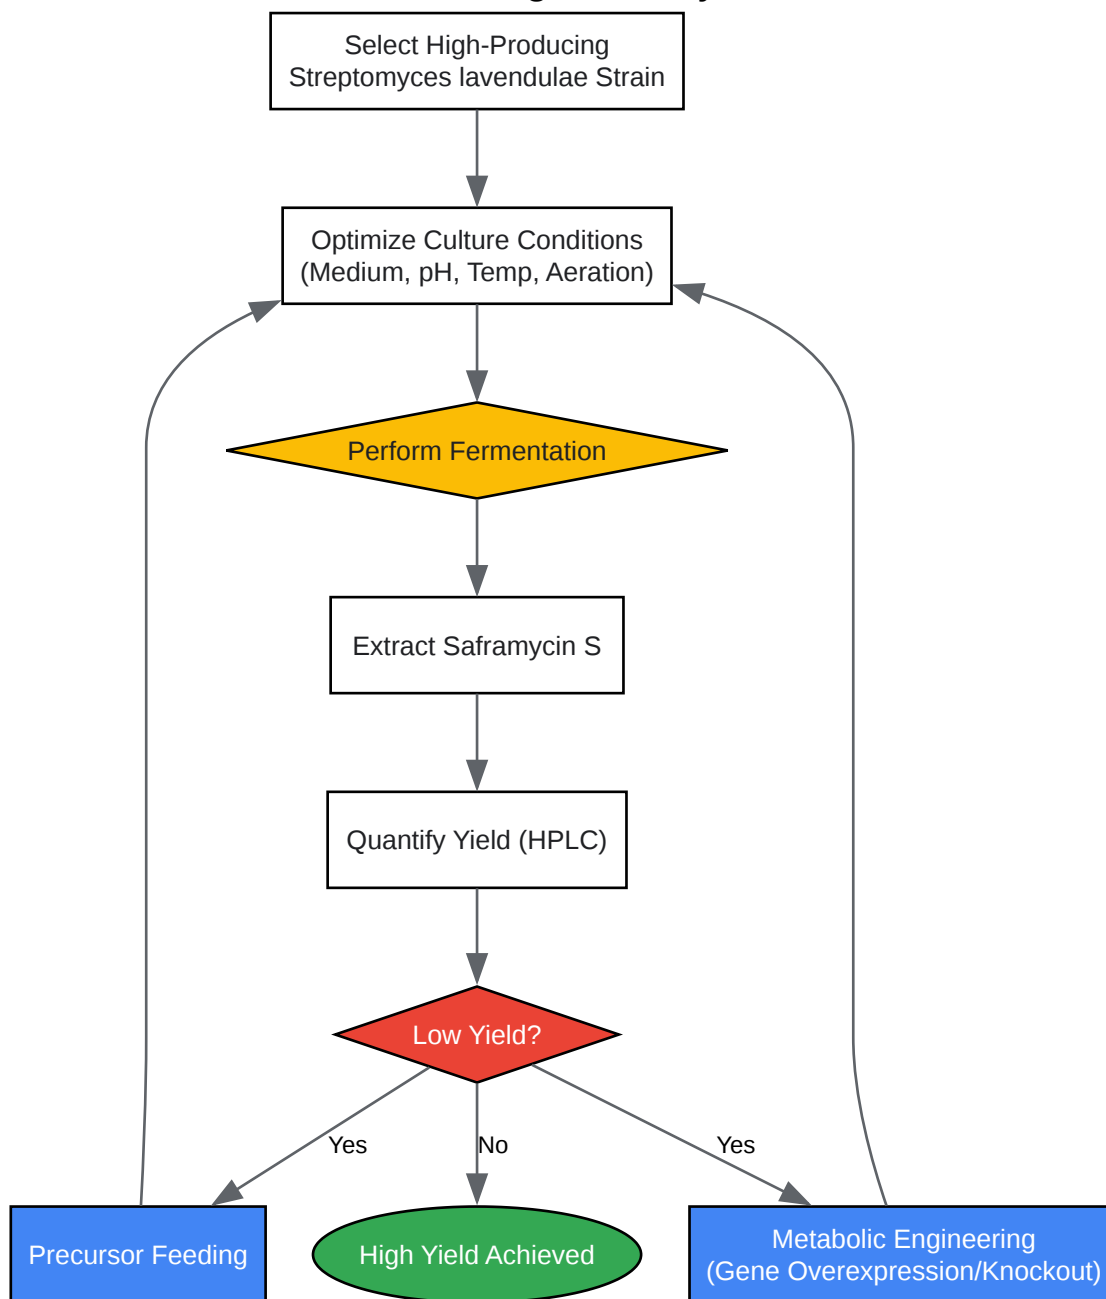 Select High-Producing
Streptomyces lavendulae Strain
Optimize Culture Conditions
(Medium, pH, Temp, Aeration)
Perform Fermentation
Extract Saframycin S
Quantify Yield (HPLC)
Low Yield?
Yes
No
Yes
Precursor Feeding
High Yield Achieved
Metabolic Engineering
(Gene Overexpression/Knockout)